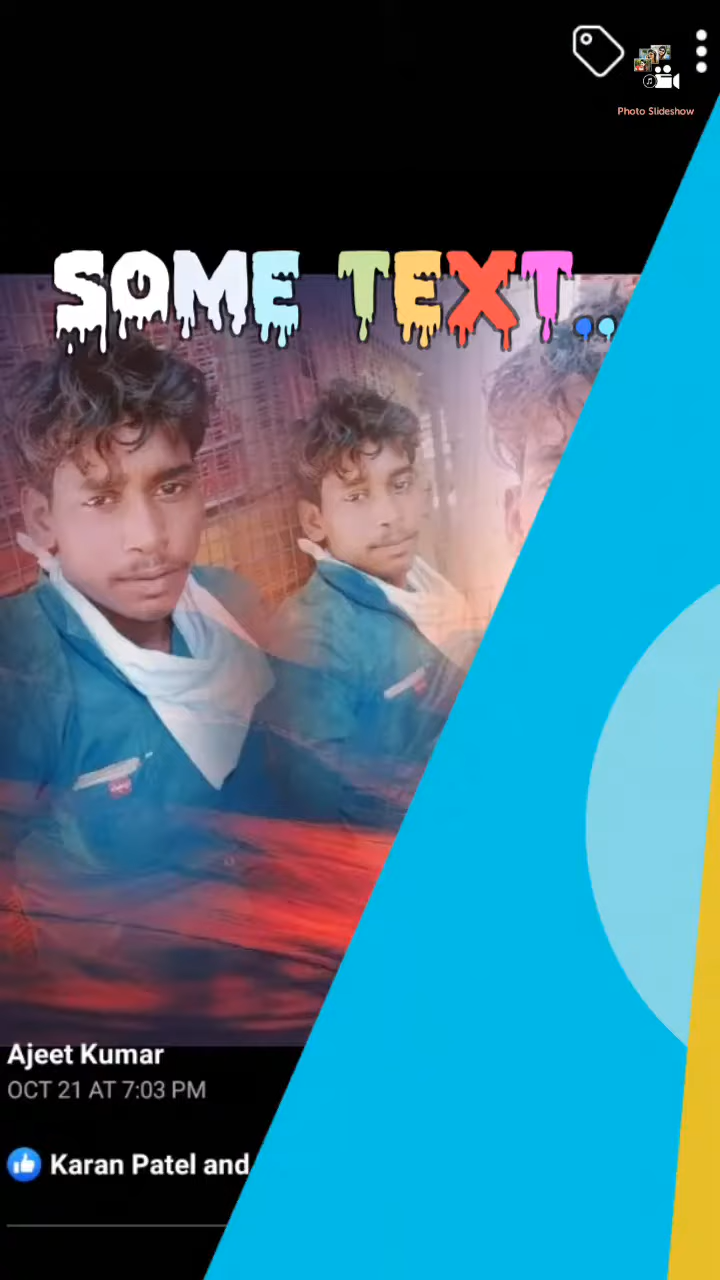 Photo Slideshow
SOME TEXT..
Ajeet Kumar
OCT 21 AT 7:03 PM
Karan Patel and